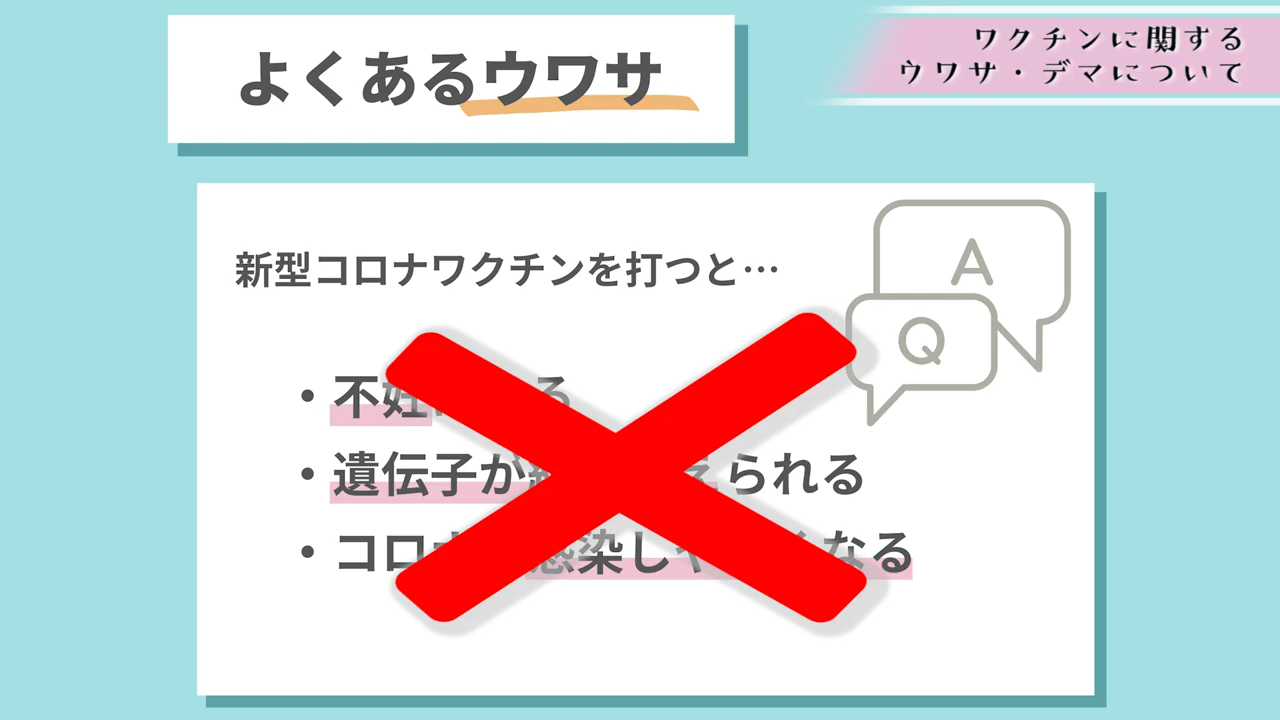 よくあるウワサ
ワクチンに関する
ウワサ・デマについて
新型コロナワクチンを打つと…
A
Q
・不妊 る
・遺伝子が られる
・コロ 感染し なる